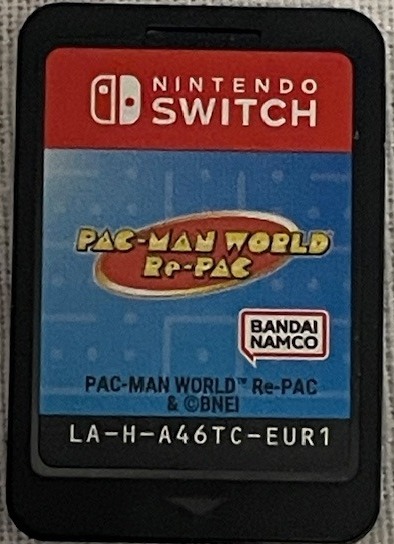 NINTENDO
SWITCH
PAC-MAN WORLD
Re-PAC
BANDAI
NAMCO
PAC-MAN WORLD™ Re-PAC
& ©BNEI
LA-H-A46TC-EUR1